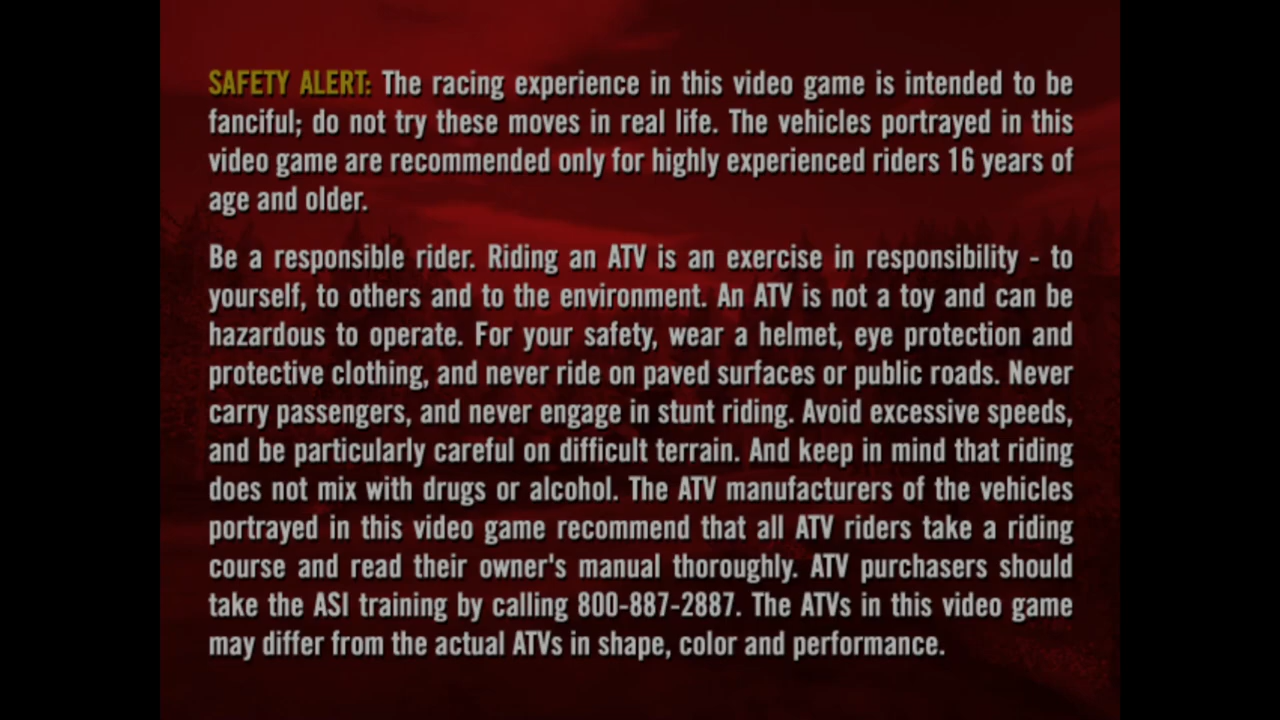 SAFETY ALERT: The racing experience in this video game is intended to be
fanciful; do not try these moves in real life. The vehicles portrayed in this
video game are recommended only for highly experienced riders 16 years of
age and older.
Be a responsible rider. Riding an ATV is an exercise in responsibility - to
yourself, to others and to the environment. An ATV is not a toy and can be
hazardous to operate. For your safety, wear a helmet, eye protection and
protective clothing, and never ride on paved surfaces or public roads. Never
carry passengers, and never engage in stunt riding. Avoid excessive speeds,
and be particularly careful on difficult terrain. And keep in mind that riding
does not mix with drugs or alcohol. The ATV manufacturers of the vehicles
portrayed in this video game recommend that all ATV riders take a riding
course and read their owner's manual thoroughly. ATV purchasers should
take the ASI training by calling 800-887-2887. The ATVs in this video game
may differ from the actual ATVs in shape, color and performance.